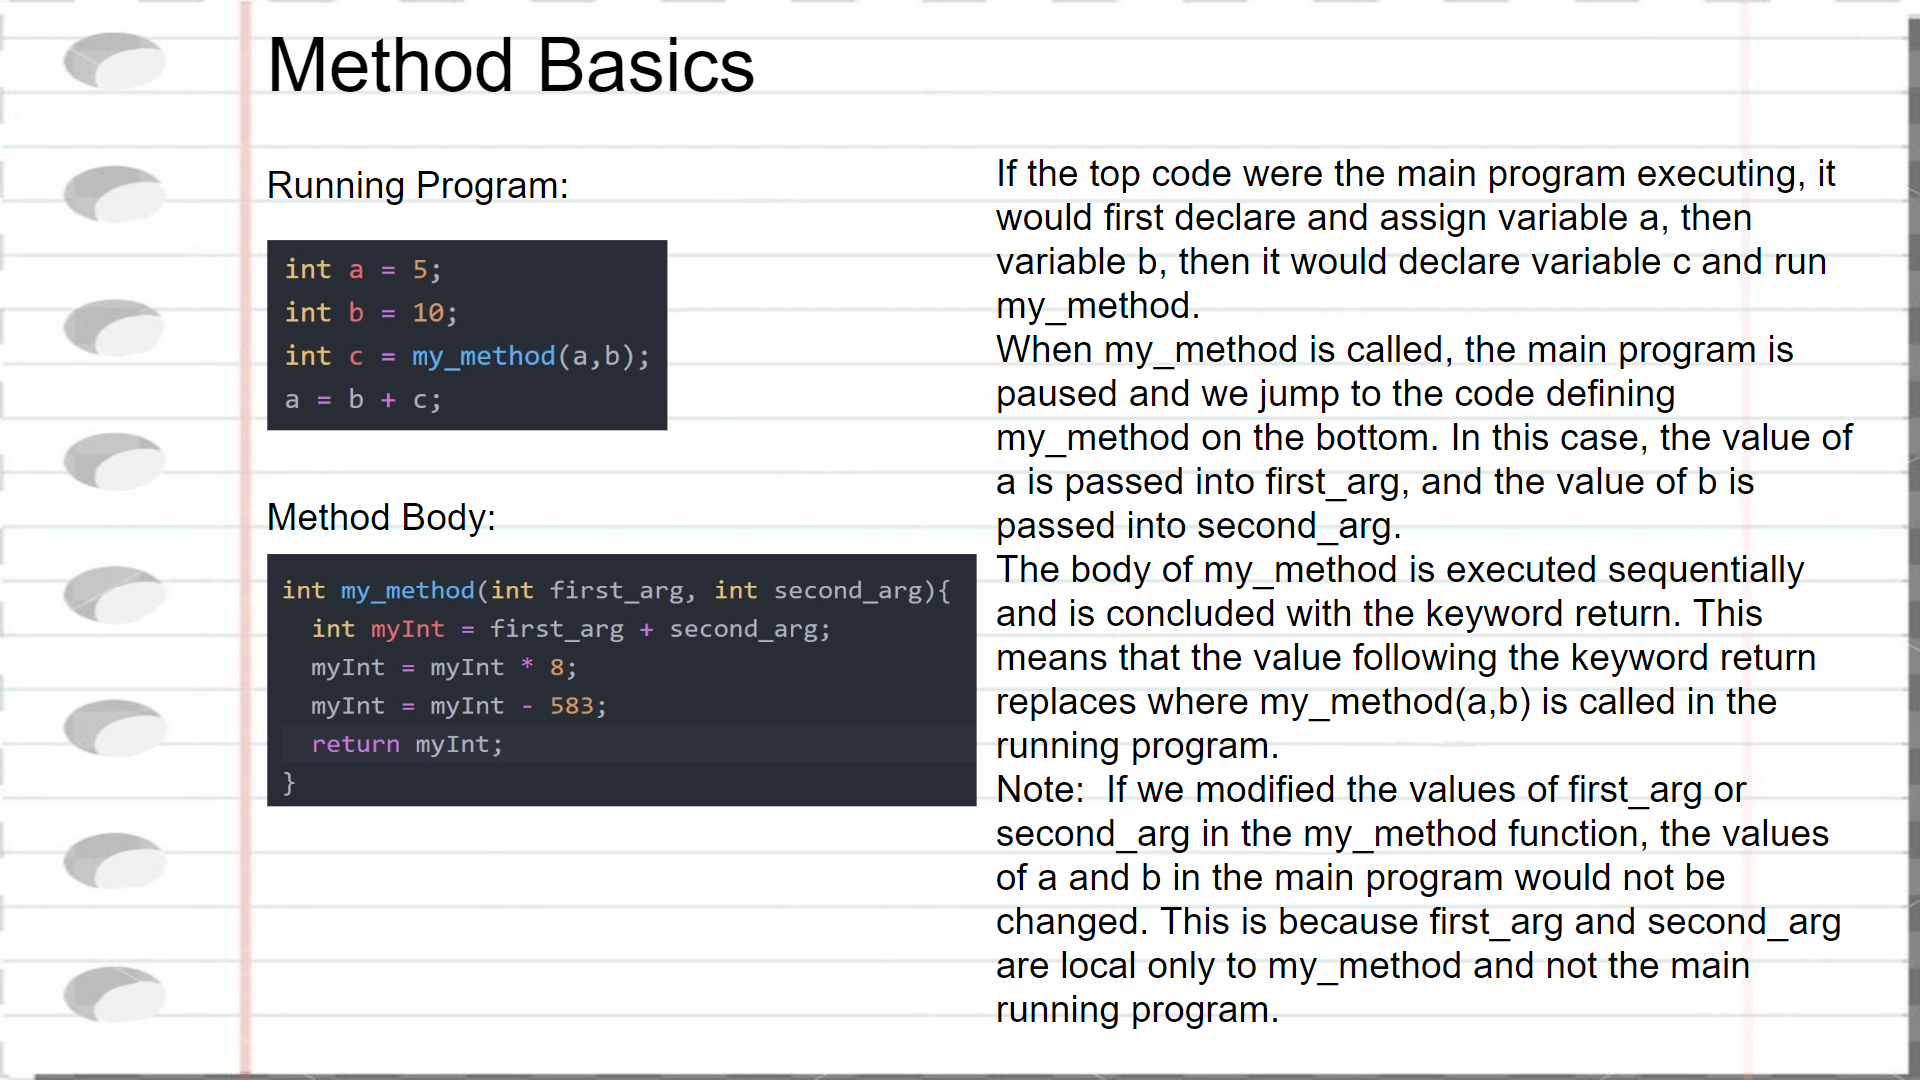 Method Basics
Running Program:
int a = 5;
int b = 10;
int c = my_method(a,b);
a = b + c;
Method Body:
int my_method(int first_arg, int second_arg){
  int myInt = first_arg + second_arg;
  myInt = myInt * 8;
  myInt = myInt - 583;
  return myInt;
}
If the top code were the main program executing, it
would first declare and assign variable a, then
variable b, then it would declare variable c and run
my_method.
When my_method is called, the main program is
paused and we jump to the code defining
my_method on the bottom. In this case, the value of
a is passed into first_arg, and the value of b is
passed into second_arg.
The body of my_method is executed sequentially
and is concluded with the keyword return. This
means that the value following the keyword return
replaces where my_method(a,b) is called in the
running program.
Note:  If we modified the values of first_arg or
second_arg in the my_method function, the values
of a and b in the main program would not be
changed. This is because first_arg and second_arg
are local only to my_method and not the main
running program.